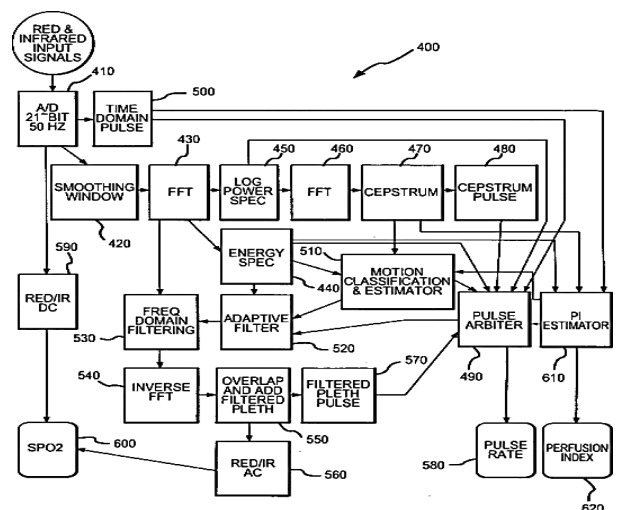 RED &
INFRARED
INPUT
SIGNALS
400
410
A/D
21 BIT
50 HZ
500
TIME
DOMAIN
PULSE
430
450
460
470
480
SMOOTHING
WINDOW
420
FFT
LOG
POWER
SPEC
FFT
CEPSTRUM
CEPSTRUM
PULSE
590
RED/IR
DC
ENERGY
SPEC
440
510
MOTION
CLASSIFICATION
& ESTIMATOR
530
FREQ
DOMAIN
FILTERING
ADAPTIVE
FILTER
520
PULSE
ARBITER
490
PI
ESTIMATOR
610
540
INVERSE
FFT
OVERLAP
AND ADD
FILTERED
PLETH
550
570
FILTERED
PLETH
PULSE
SPO2
600
RED/IR
AC
560
580
PULSE
RATE
PERFUSION
INDEX
620